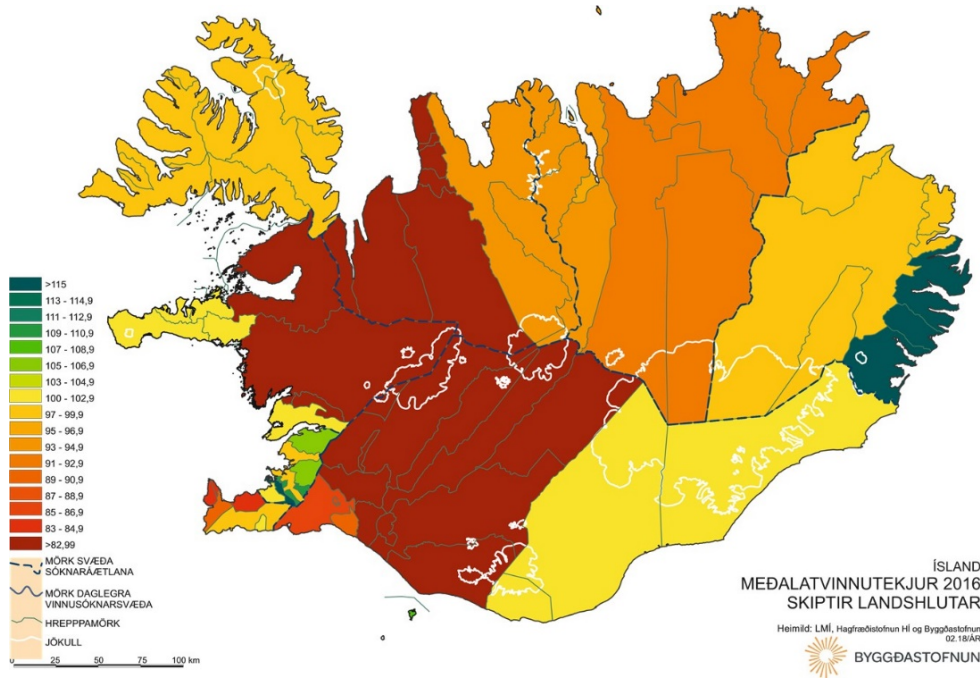 >115
113 - 114,9
111 - 112,9
109 - 110,9
107 - 108,9
105 - 106,9
103 - 104,9
100 - 102,9
97 - 99,9
95 - 96,9
93 - 94,9
91 - 92,9
89 - 90,9
87 - 88,9
85 - 86,9
83 - 84,9
>82,99
MÖRK SVÆÐA
SÓKNARÁÆTLANA
MÖRK DAGLEGRA
VINNUSÓKNARSVÆÐA
HREPPPAMÖRK
JÖKULL
0 25 50 75 100 km
ÍSLAND
MEÐALATVINNUTEKJUR 2016
SKIPTIR LANDSHLUTAR
Heimild: LMÍ, Hagfræðistofnun HÍ og Byggðastofnun
02.18/ÁR
BYGGÐASTOFNUN